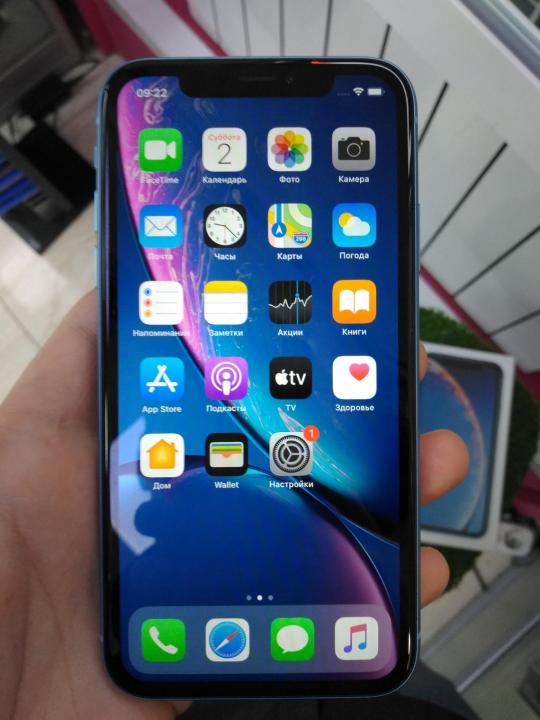 09:22
FaceTime
Суббота
2
Календарь
Фото
Камера
Почта
Часы
Карты
280
Погода
Напоминания
Заметки
Акции
Книги
App Store
Подкасты
tv
TV
Здоровье
Дом
Wallet
1
Настройки